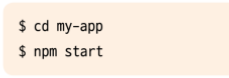 $ cd my-app
$ npm start